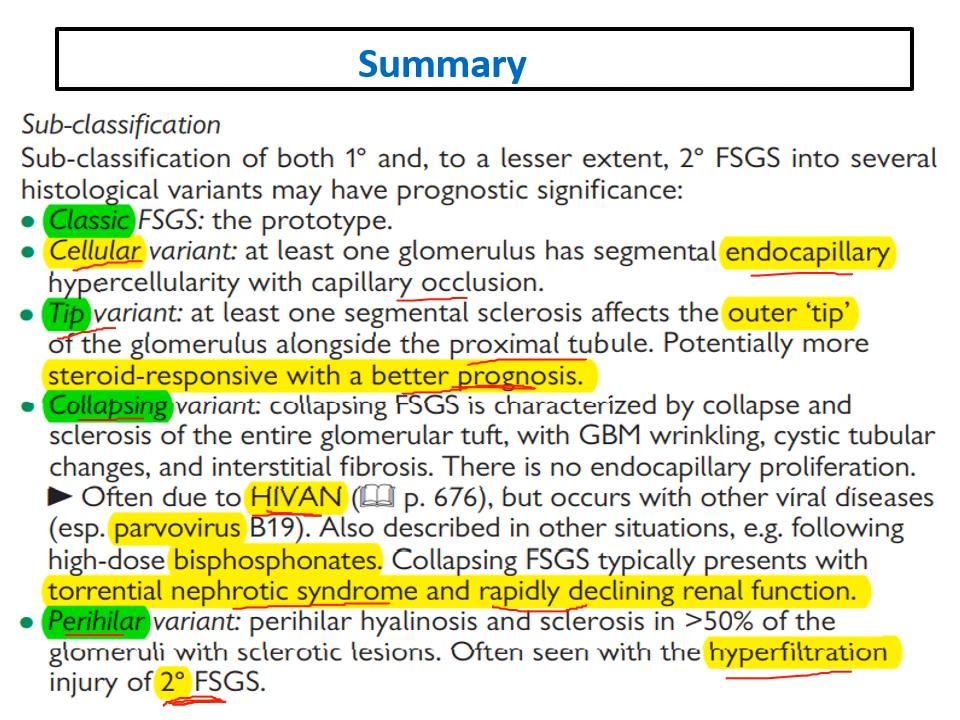 Summary
Sub-classification
Sub-classification of both 1° and, to a lesser extent, 2° FSGS into several
histological variants may have prognostic significance:
• Classic FSGS: the prototype.
• Cellular variant: at least one glomerulus has segmental endocapillary
hypercellularity with capillary occlusion.
• Tip variant: at least one segmental sclerosis affects the outer ‘tip’
of the glomerulus alongside the proximal tubule. Potentially more
steroid-responsive with a better prognosis.
• Collapsing variant: collapsing FSGS is characterized by collapse and
sclerosis of the entire glomerular tuft, with GBM wrinkling, cystic tubular
changes, and interstitial fibrosis. There is no endocapillary proliferation.
► Often due to HIVAN (📖 p. 676), but occurs with other viral diseases
(esp. parvovirus B19). Also described in other situations, e.g. following
high-dose bisphosphonates. Collapsing FSGS typically presents with
torrential nephrotic syndrome and rapidly declining renal function.
• Perihilar variant: perihilar hyalinosis and sclerosis in >50% of the
glomeruli with sclerotic lesions. Often seen with the hyperfiltration
injury of 2° FSGS.